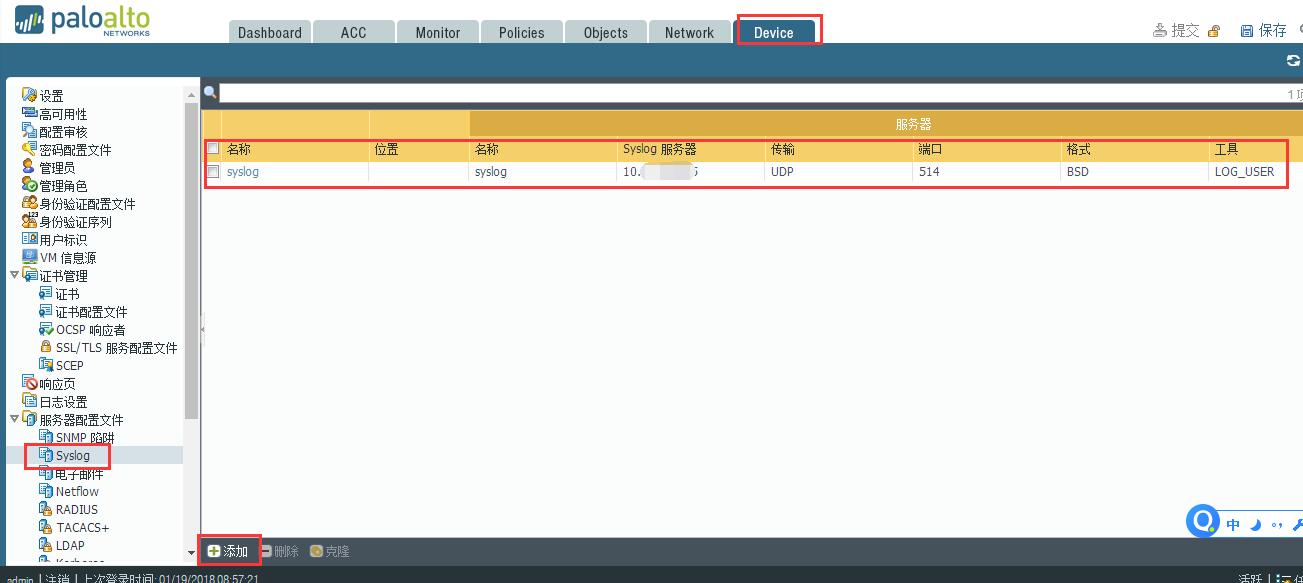 paloalto
NETWORKS
Dashboard ACC Monitor Policies Objects Network Device
提交 保存
设置
高可用性
配置审核
密码配置文件
管理员
管理角色
身份验证配置文件
身份验证序列
用户标识
VM 信息源
证书管理
证书
证书配置文件
OCSP 响应者
SSL/TLS 服务配置文件
SCEP
响应页
日志设置
服务器配置文件
SNMP 陷阱
Syslog
电子邮件
Netflow
RADIUS
TACACS+
LDAP
Kerberos
服务器
名称 位置 名称 Syslog 服务器 传输 端口 格式 工具
syslog syslog 10. UDP 514 BSD LOG_USER
添加 删除 克隆
中
admin | 注销 | 上次登录时间: 01/19/2018 08:57:21
活跃 |